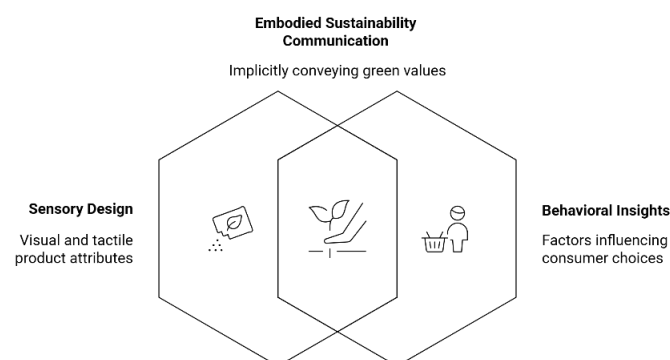 Embodied Sustainability
Communication
Implicitly conveying green values
Sensory Design
Visual and tactile
product attributes
Behavioral Insights
Factors influencing
consumer choices